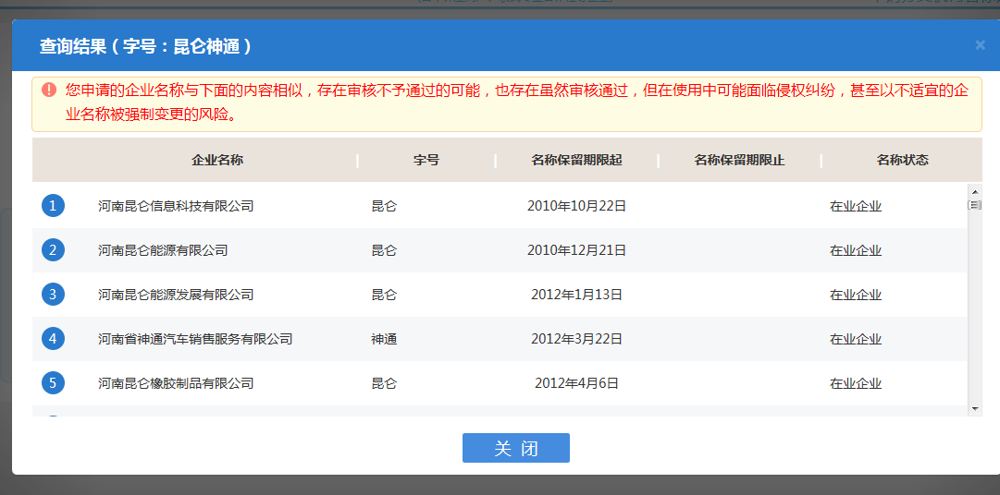 查询结果（字号：昆仑神通）
×
您申请的企业名称与下面的内容相似，存在审核不予通过的可能，也存在虽然审核通过，但在使用中可能面临侵权纠纷，甚至以不适宜的企
业名称被强制变更的风险。
企业名称 字号 名称保留期限起 名称保留期限止 名称状态
1 河南昆仑信息科技有限公司 昆仑 2010年10月22日 在业企业
2 河南昆仑能源有限公司 昆仑 2010年12月21日 在业企业
3 河南昆仑能源发展有限公司 昆仑 2012年1月13日 在业企业
4 河南省神通汽车销售服务有限公司 神通 2012年3月22日 在业企业
5 河南昆仑橡胶制品有限公司 昆仑 2012年4月6日 在业企业
关 闭